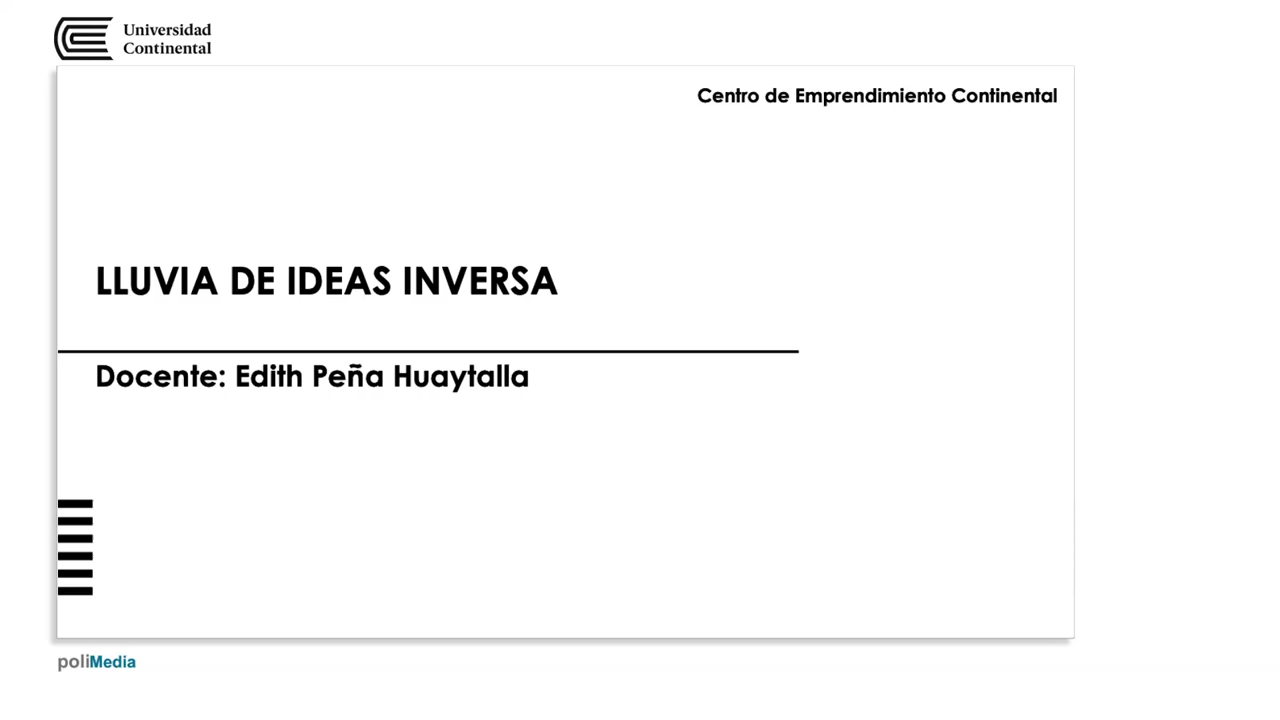 Universidad
Continental
Centro de Emprendimiento Continental
LLUVIA DE IDEAS INVERSA
Docente: Edith Peña Huaytalla
poliMedia